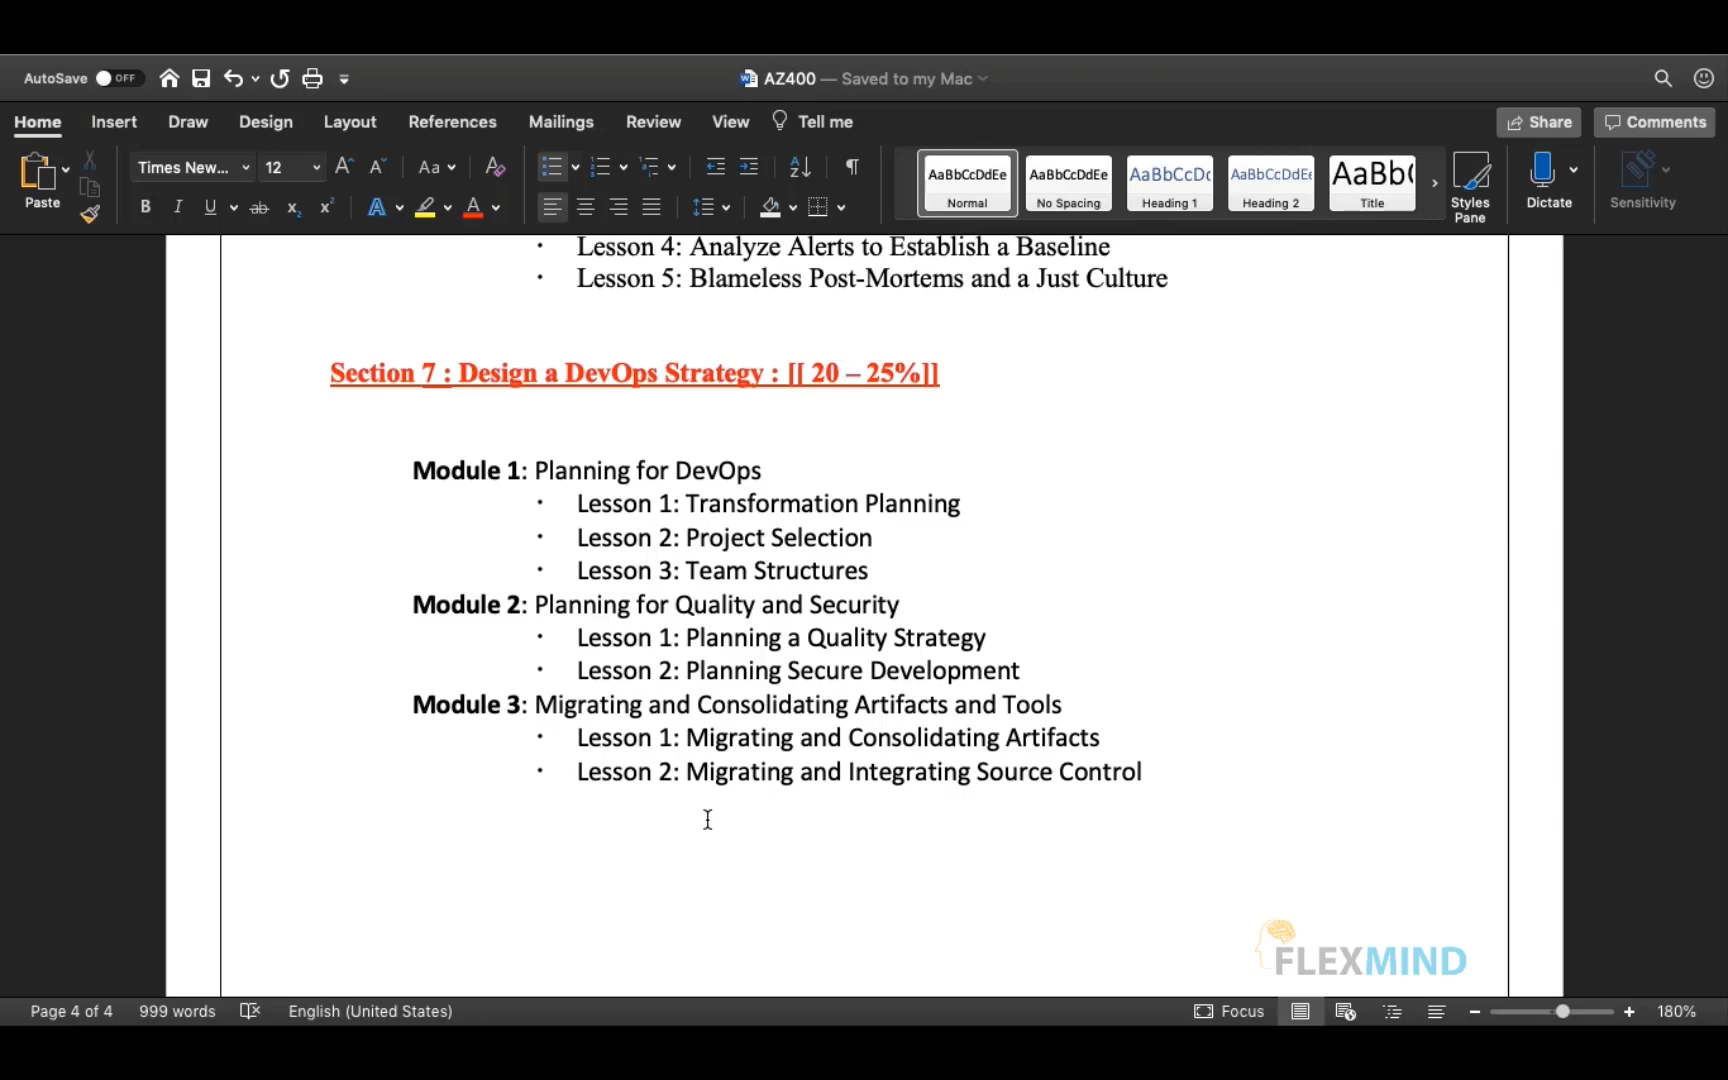 AutoSave OFF AZ400 — Saved to my Mac
Home Insert Draw Design Layout References Mailings Review View Tell me Share Comments
Paste Times New... 12 Aa AaBbCcDdEe Normal AaBbCcDdEe No Spacing AaBbCcDc Heading 1 AaBbCcDdEe Heading 2 AaBb( Title Styles Pane Dictate Sensitivity
B I U ab x₂ x² A A
Lesson 4: Analyze Alerts to Establish a Baseline
Lesson 5: Blameless Post-Mortems and a Just Culture
Section 7 : Design a DevOps Strategy : [[ 20 – 25%]]
Module 1: Planning for DevOps
· Lesson 1: Transformation Planning
· Lesson 2: Project Selection
· Lesson 3: Team Structures
Module 2: Planning for Quality and Security
· Lesson 1: Planning a Quality Strategy
· Lesson 2: Planning Secure Development
Module 3: Migrating and Consolidating Artifacts and Tools
· Lesson 1: Migrating and Consolidating Artifacts
· Lesson 2: Migrating and Integrating Source Control
FLEXMIND
Page 4 of 4 999 words English (United States) Focus 180%